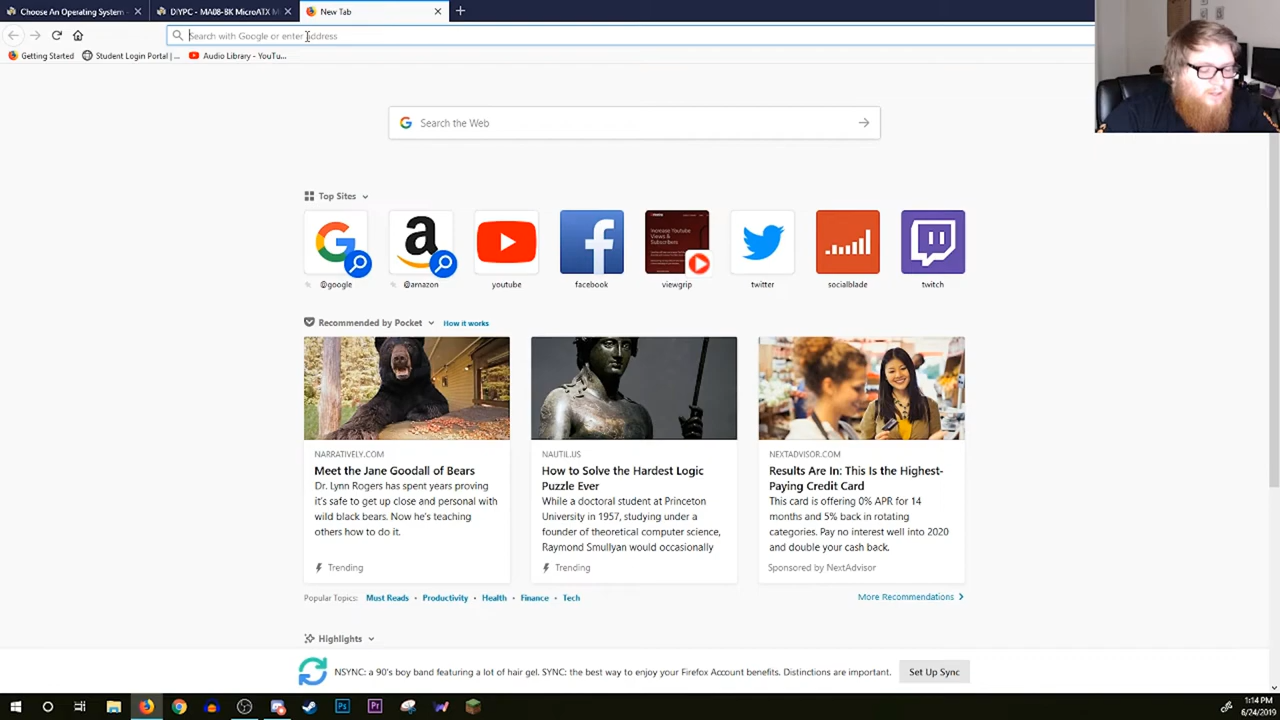 Choose An Operating System -
DIYPC - MA08-BK MicroATX M
New Tab
Search with Google or enter address
Getting Started
Student Login Portal | ...
Audio Library - YouTu...
Search the Web
Top Sites
@google
@amazon
youtube
facebook
viewgrip
twitter
socialblade
twitch
Increase Youtube
Views &
Subscribers
Recommended by Pocket
How it works
NARRATIVELY.COM
Meet the Jane Goodall of Bears
Dr. Lynn Rogers has spent years proving
it's safe to get up close and personal with
wild black bears. Now he's teaching
others how to do it.
Trending
NAUTIL.US
How to Solve the Hardest Logic
Puzzle Ever
While a doctoral student at Princeton
University in 1957, studying under a
founder of theoretical computer science,
Raymond Smullyan would occasionally
Trending
NEXTADVISOR.COM
Results Are In: This Is the Highest-
Paying Credit Card
This card is offering 0% APR for 14
months and 5% back in rotating
categories. Pay no interest well into 2020
and double your cash back.
Sponsored by NextAdvisor
Popular Topics: Must Reads • Productivity • Health • Finance • Tech
More Recommendations
Highlights
NSYNC: a 90's boy band featuring a lot of hair gel. SYNC: the best way to enjoy your Firefox Account benefits. Distinctions are important.
Set Up Sync
Ps
Pr
1:14 PM
6/24/2019